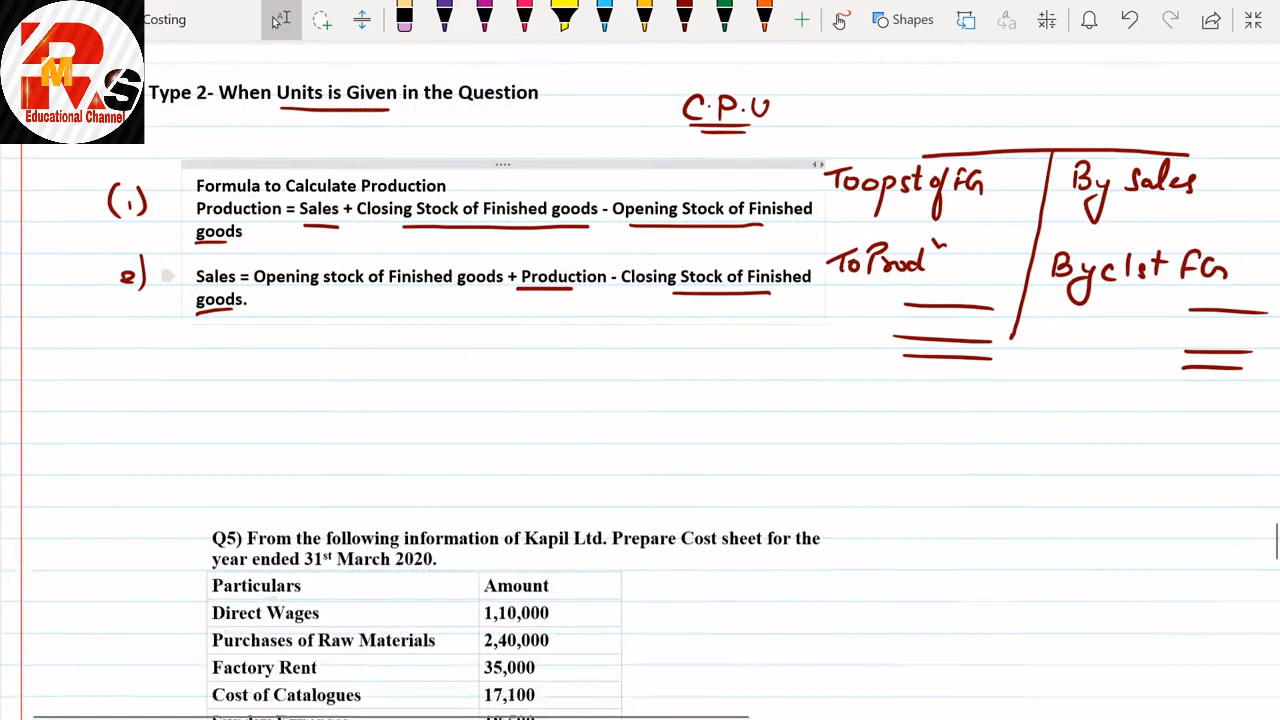 Costing
Shapes
RMS
Educational Channel
Type 2- When Units is Given in the Question
C.P.U
(1)
Formula to Calculate Production
Production = Sales + Closing Stock of Finished goods - Opening Stock of Finished
goods
2)
Sales = Opening stock of Finished goods + Production - Closing Stock of Finished
goods.
To opst of FG
By Sales
To Prodn
By clst FG
Q5) From the following information of Kapil Ltd. Prepare Cost sheet for the
year ended 31st March 2020.
Particulars Amount
Direct Wages 1,10,000
Purchases of Raw Materials 2,40,000
Factory Rent 35,000
Cost of Catalogues 17,100